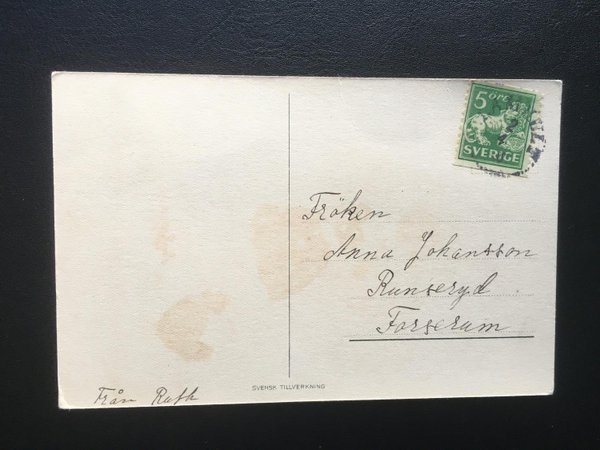 5 ÖRE
SVERIGE
Fröken
Anna Johansson
Runseryd
Forserum
SVENSK TILLVERKNING
Från Ruth